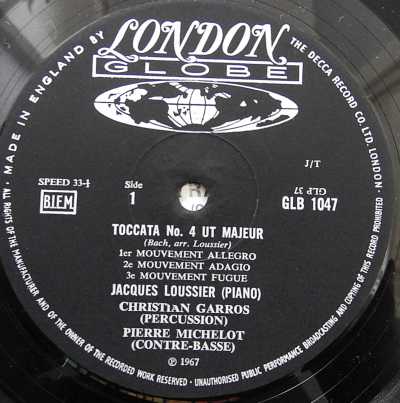 MADE IN ENGLAND BY
LONDON
THE DECCA RECORD CO. LTD. LONDON
GLOBE
J/T
SPEED 33-⅓
Side
GLP 37
BIEM
1
GLB 1047
TOCCATA No. 4 UT MAJEUR
(Bach, arr. Loussier)
1er MOUVEMENT ALLEGRO
2e MOUVEMENT ADAGIO
3e MOUVEMENT FUGUE
JACQUES LOUSSIER (PIANO)
CHRISTIAN GARROS
(PERCUSSION)
PIERRE MICHELOT
(CONTRE-BASSE)
℗ 1967
ALL RIGHTS OF THE MANUFACTURER AND OF THE OWNER OF THE RECORDED WORK RESERVED · UNAUTHORISED PUBLIC PERFORMANCE BROADCASTING AND COPYING OF THIS RECORD PROHIBITED